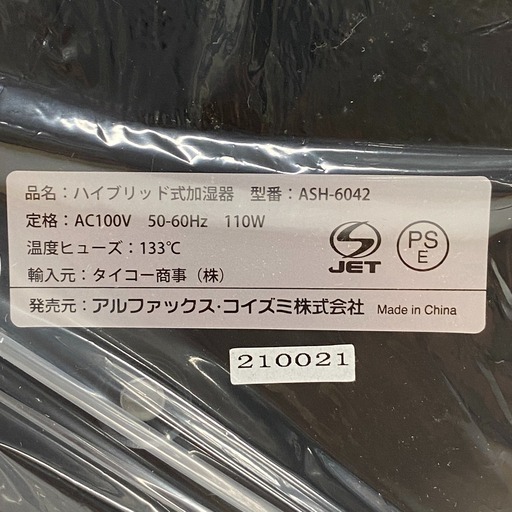 品名：ハイブリッド式加湿器　型番：ASH-6042
定格：AC100V　50-60Hz　110W
温度ヒューズ：133℃
輸入元：タイコー商事（株）
発売元：アルファックス・コイズミ株式会社　Made in China
JET
PS
E
210021